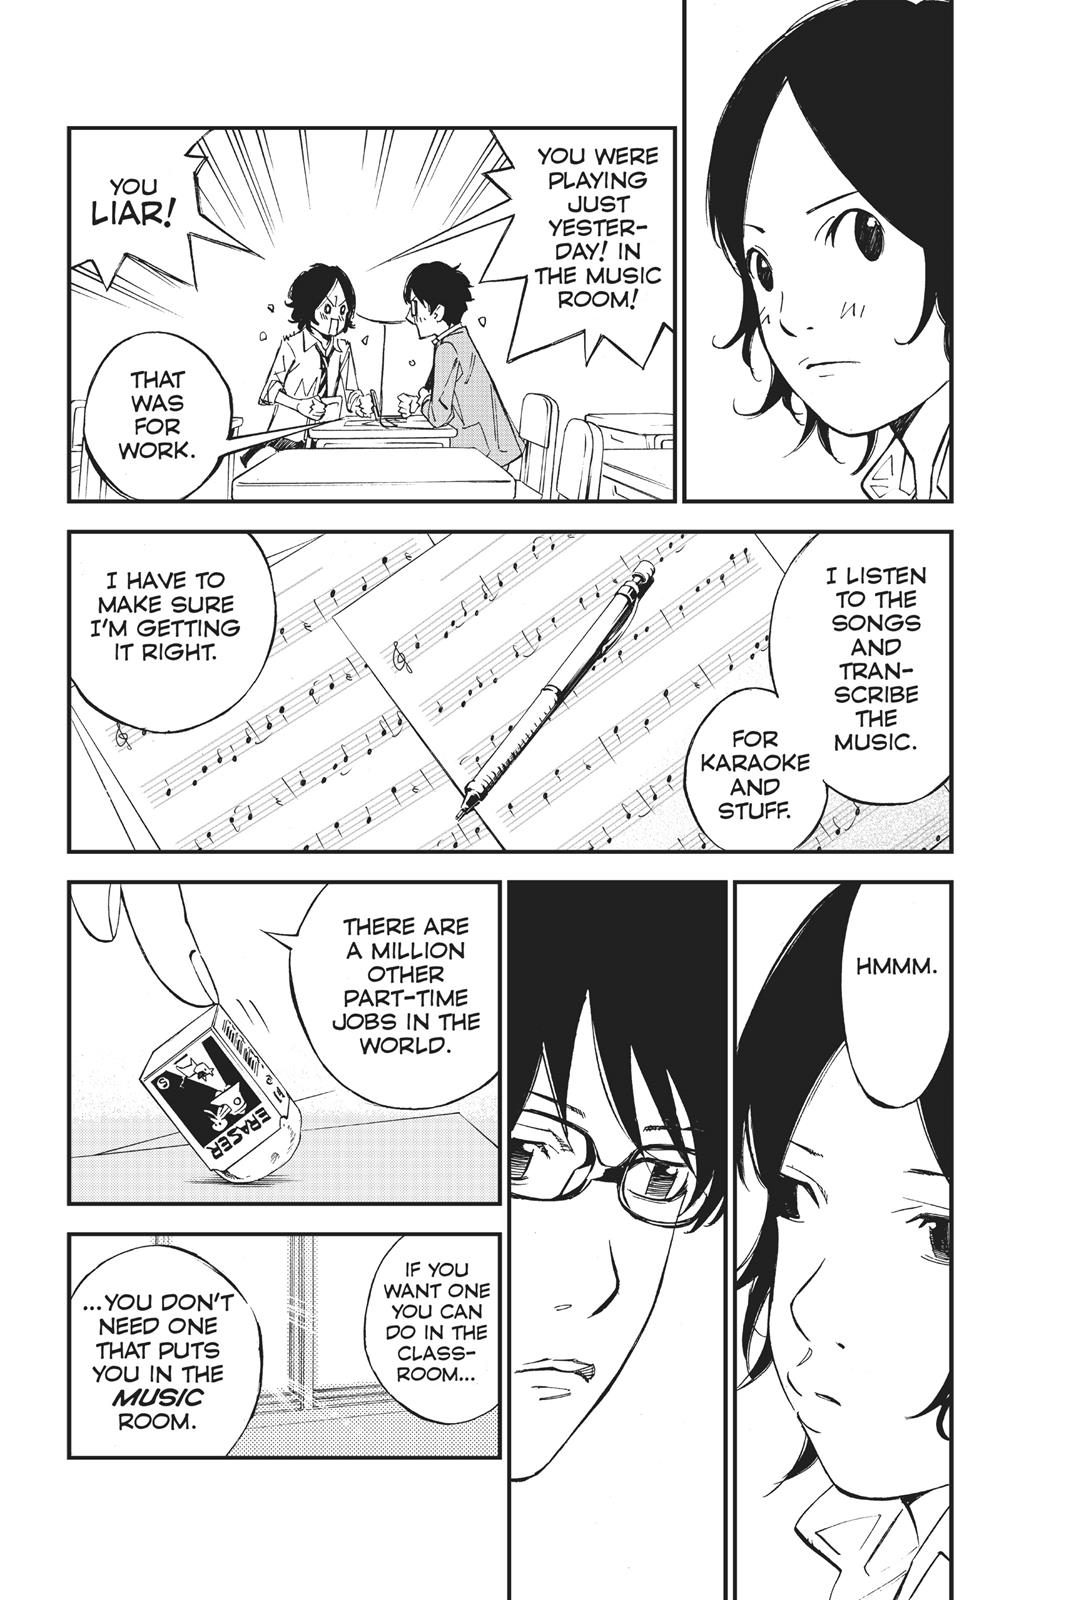 YOU WERE
PLAYING
JUST
YESTER-
DAY! IN
THE MUSIC
ROOM!
YOU
LIAR!
THAT
WAS
FOR
WORK.
I LISTEN
TO THE
SONGS
AND
TRAN-
SCRIBE
THE
MUSIC.
FOR
KARAOKE
AND
STUFF.
I HAVE TO
MAKE SURE
I'M GETTING
IT RIGHT.
HMMM.
THERE ARE
A MILLION
OTHER
PART-TIME
JOBS IN THE
WORLD.
ERASER
IF YOU
WANT ONE
YOU CAN
DO IN THE
CLASS-
ROOM...
...YOU DON'T
NEED ONE
THAT PUTS
YOU IN THE
MUSIC
ROOM.